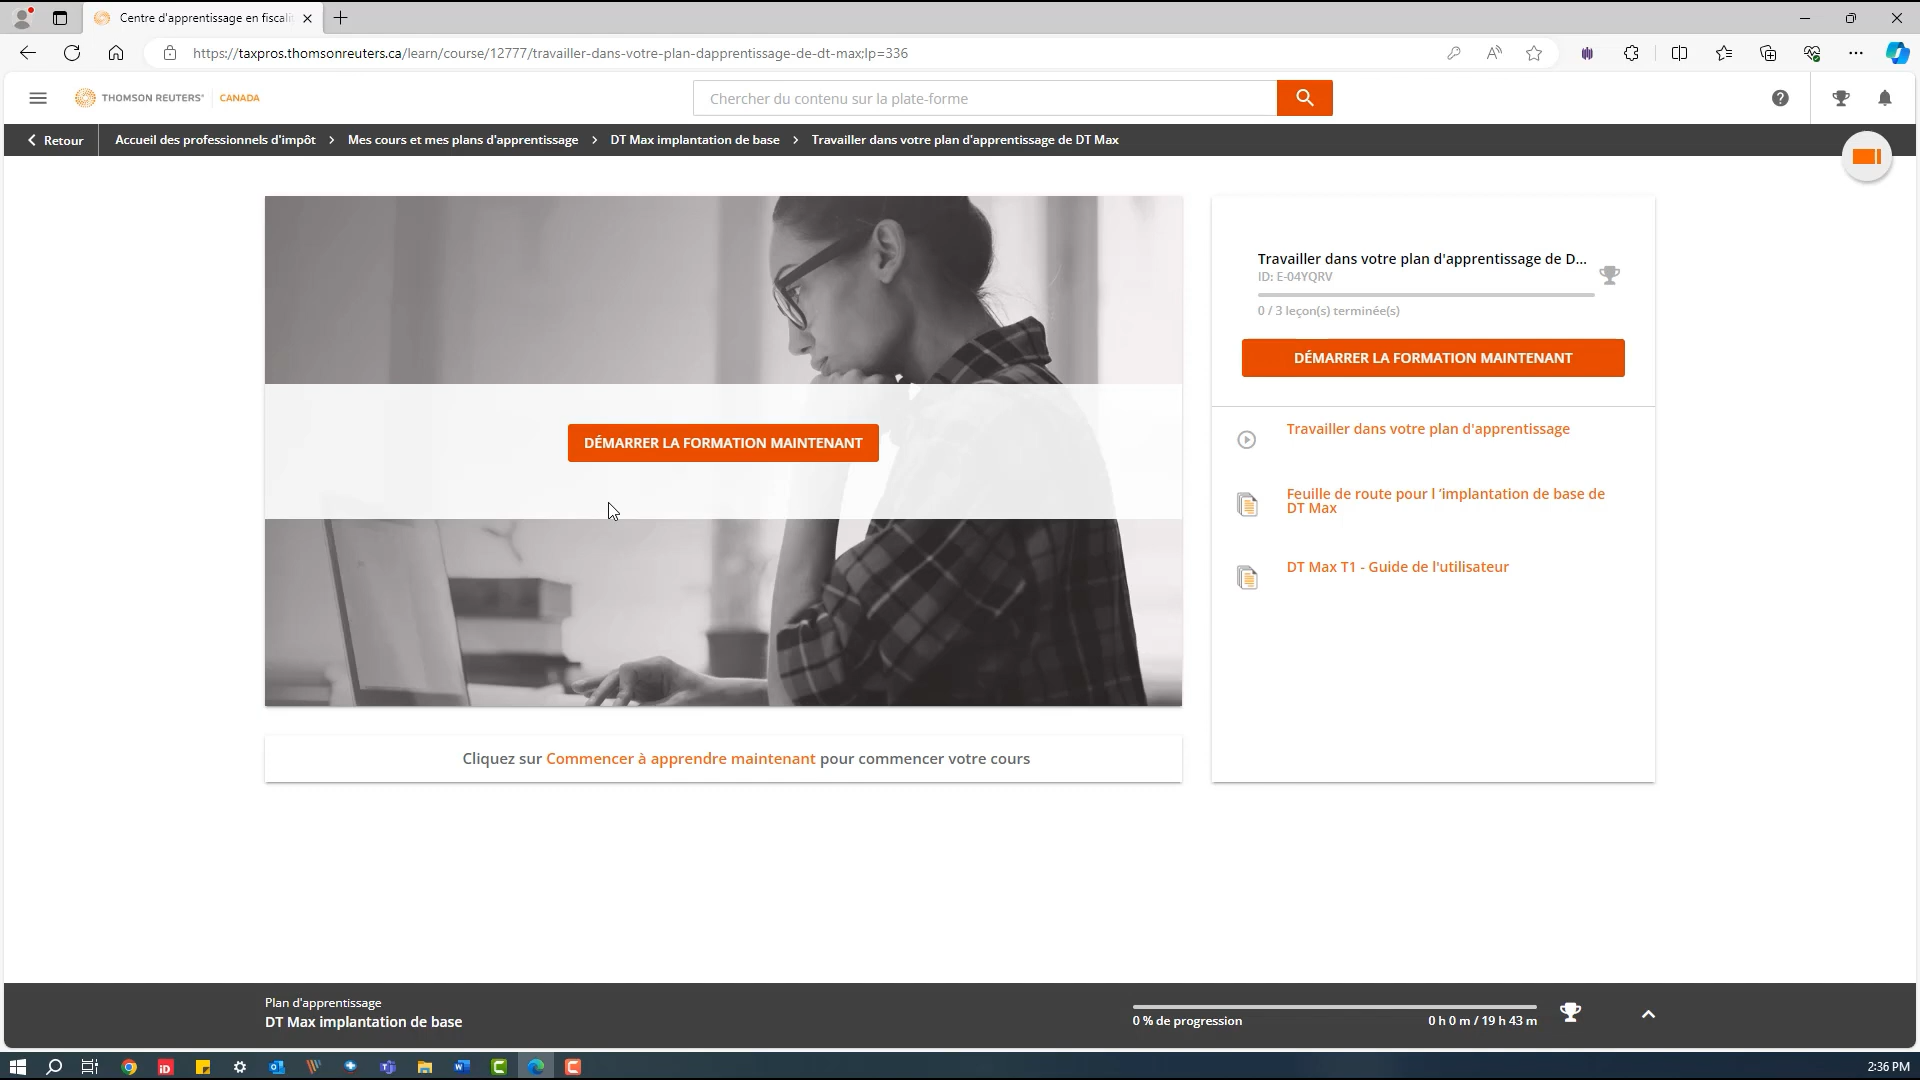 Centre d'apprentissage en fiscali
https://taxpros.thomsonreuters.ca/learn/course/12777/travailler-dans-votre-plan-dapprentissage-de-dt-max;lp=336
THOMSON REUTERS® CANADA
Chercher du contenu sur la plate-forme
Retour
Accueil des professionnels d'impôt > Mes cours et mes plans d'apprentissage > DT Max implantation de base > Travailler dans votre plan d'apprentissage de DT Max
DÉMARRER LA FORMATION MAINTENANT
Cliquez sur Commencer à apprendre maintenant pour commencer votre cours
Travailler dans votre plan d'apprentissage de D...
ID: E-04YQRV
0 / 3 leçon(s) terminée(s)
DÉMARRER LA FORMATION MAINTENANT
Travailler dans votre plan d'apprentissage
Feuille de route pour l 'implantation de base de
DT Max
DT Max T1 - Guide de l'utilisateur
Plan d'apprentissage
DT Max implantation de base
0 % de progression
0 h 0 m / 19 h 43 m
2:36 PM